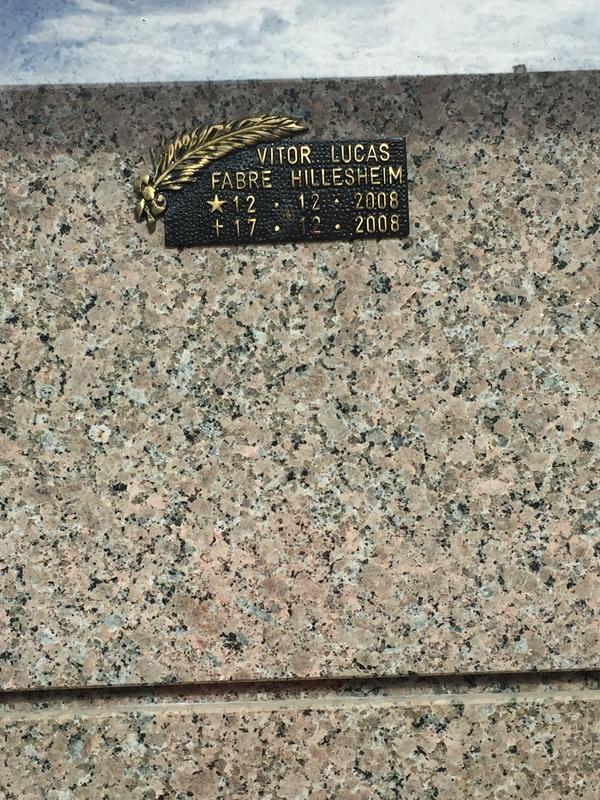 VITOR LUCAS
FABRE HILLESHEIM
★12 · 12 · 2008
✝17 · 12 · 2008